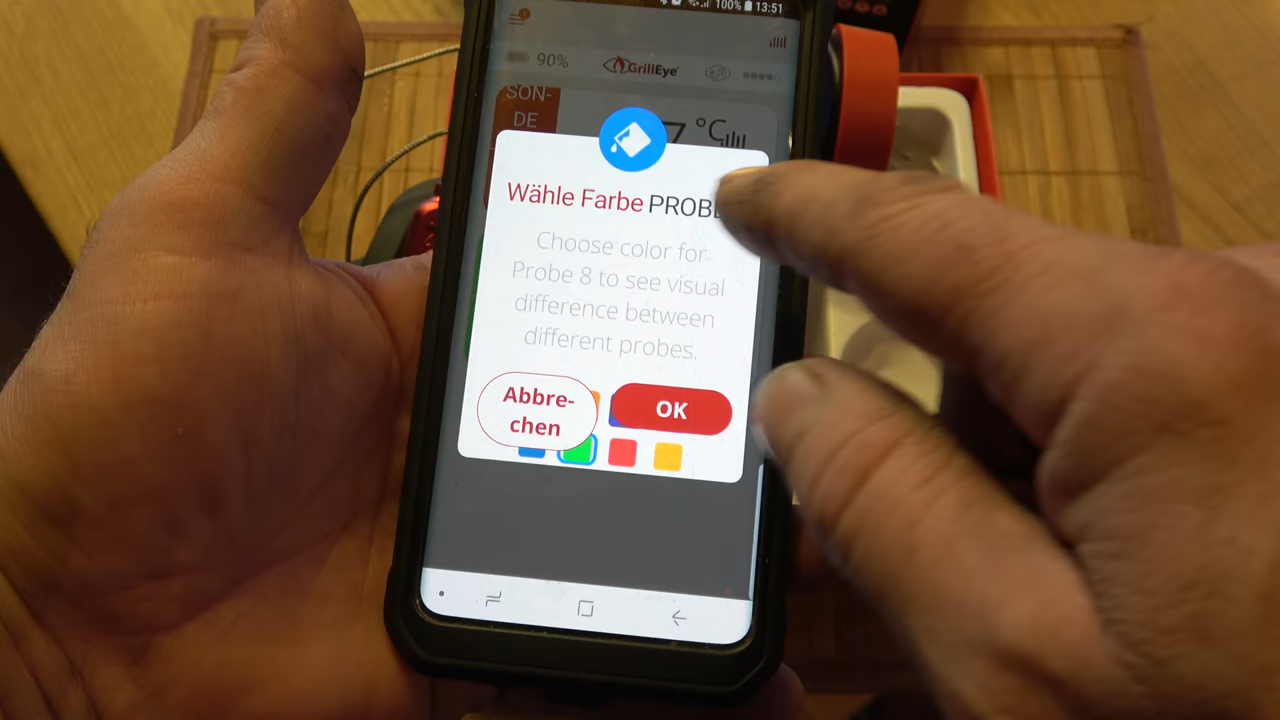 100% 13:51
90% GrillEye
SON-
DE
7 °C
Wähle Farbe PROBE
Choose color for
Probe 8 to see visual
difference between
different probes.
Abbre-
chen
OK